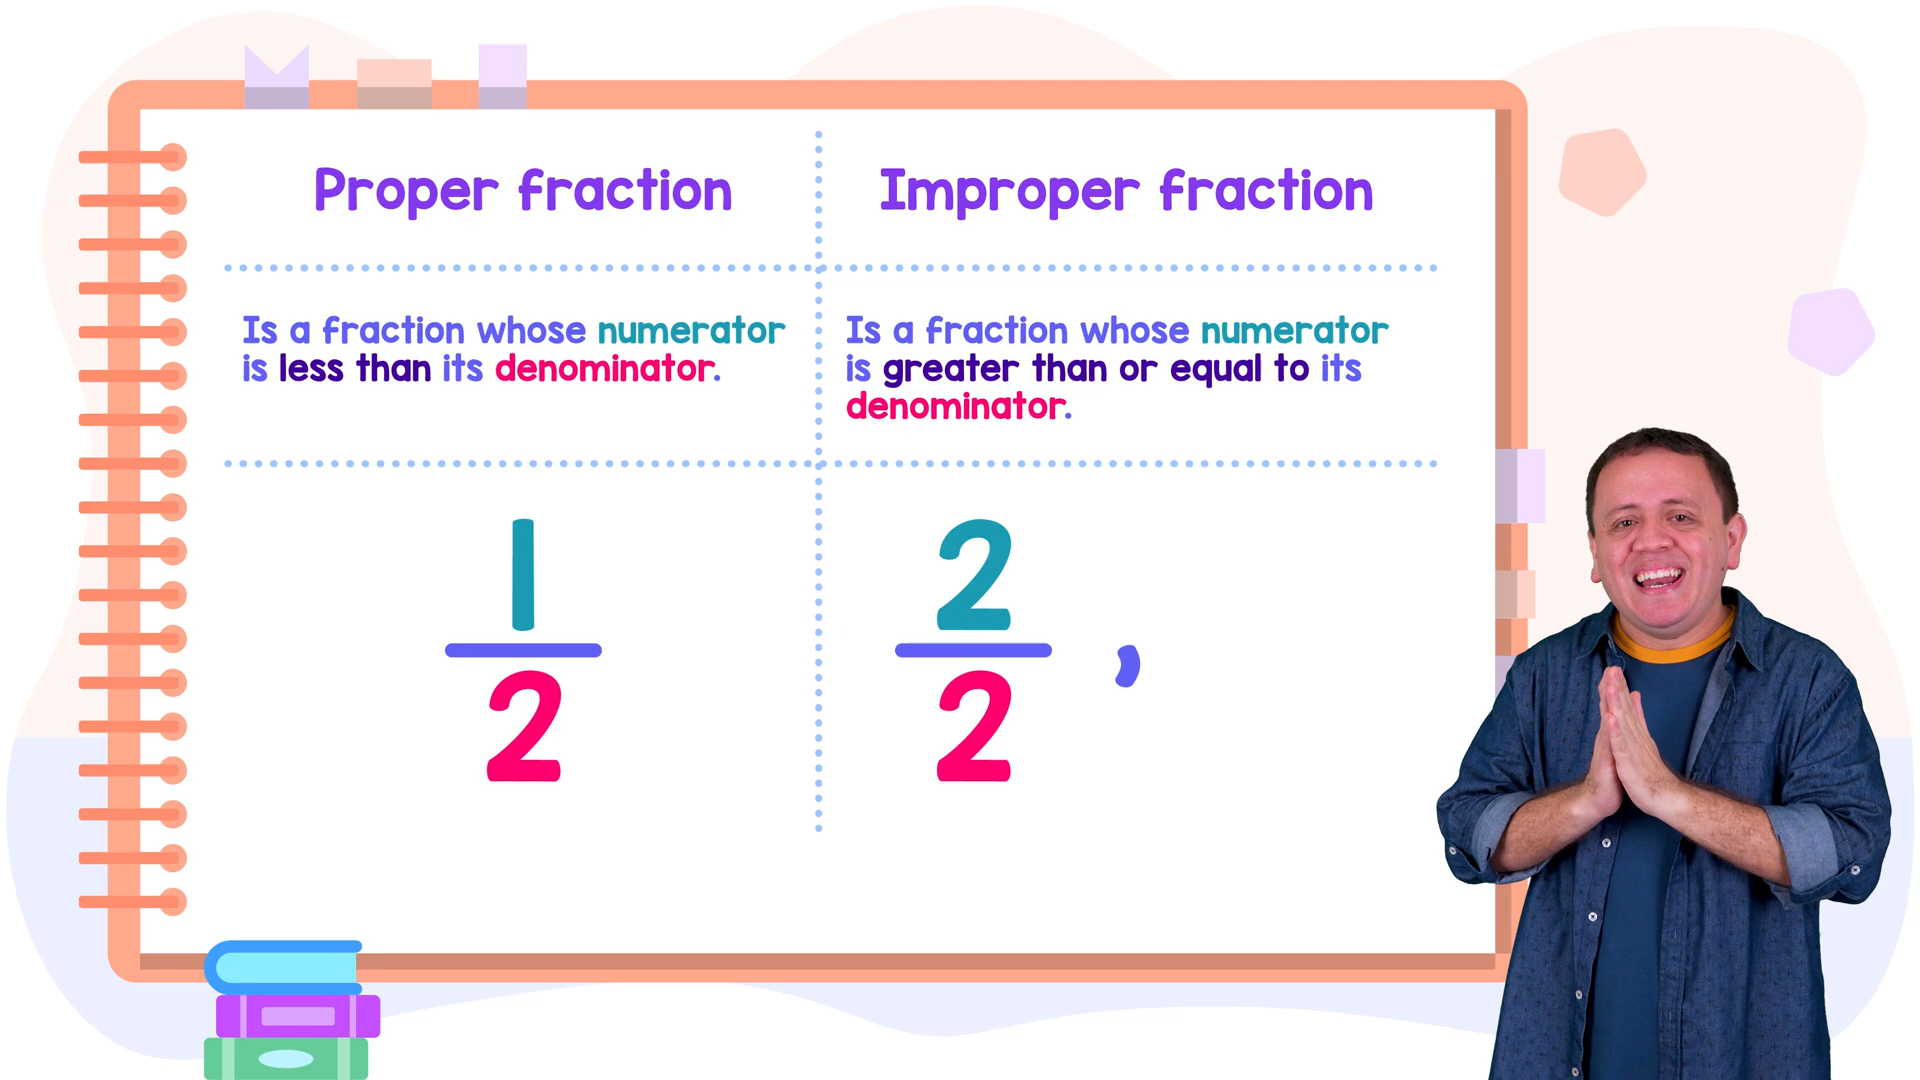 Proper fraction
Improper fraction
Is a fraction whose numerator
is less than its denominator.
Is a fraction whose numerator
is greater than or equal to its
denominator.
1
2
2
2
,